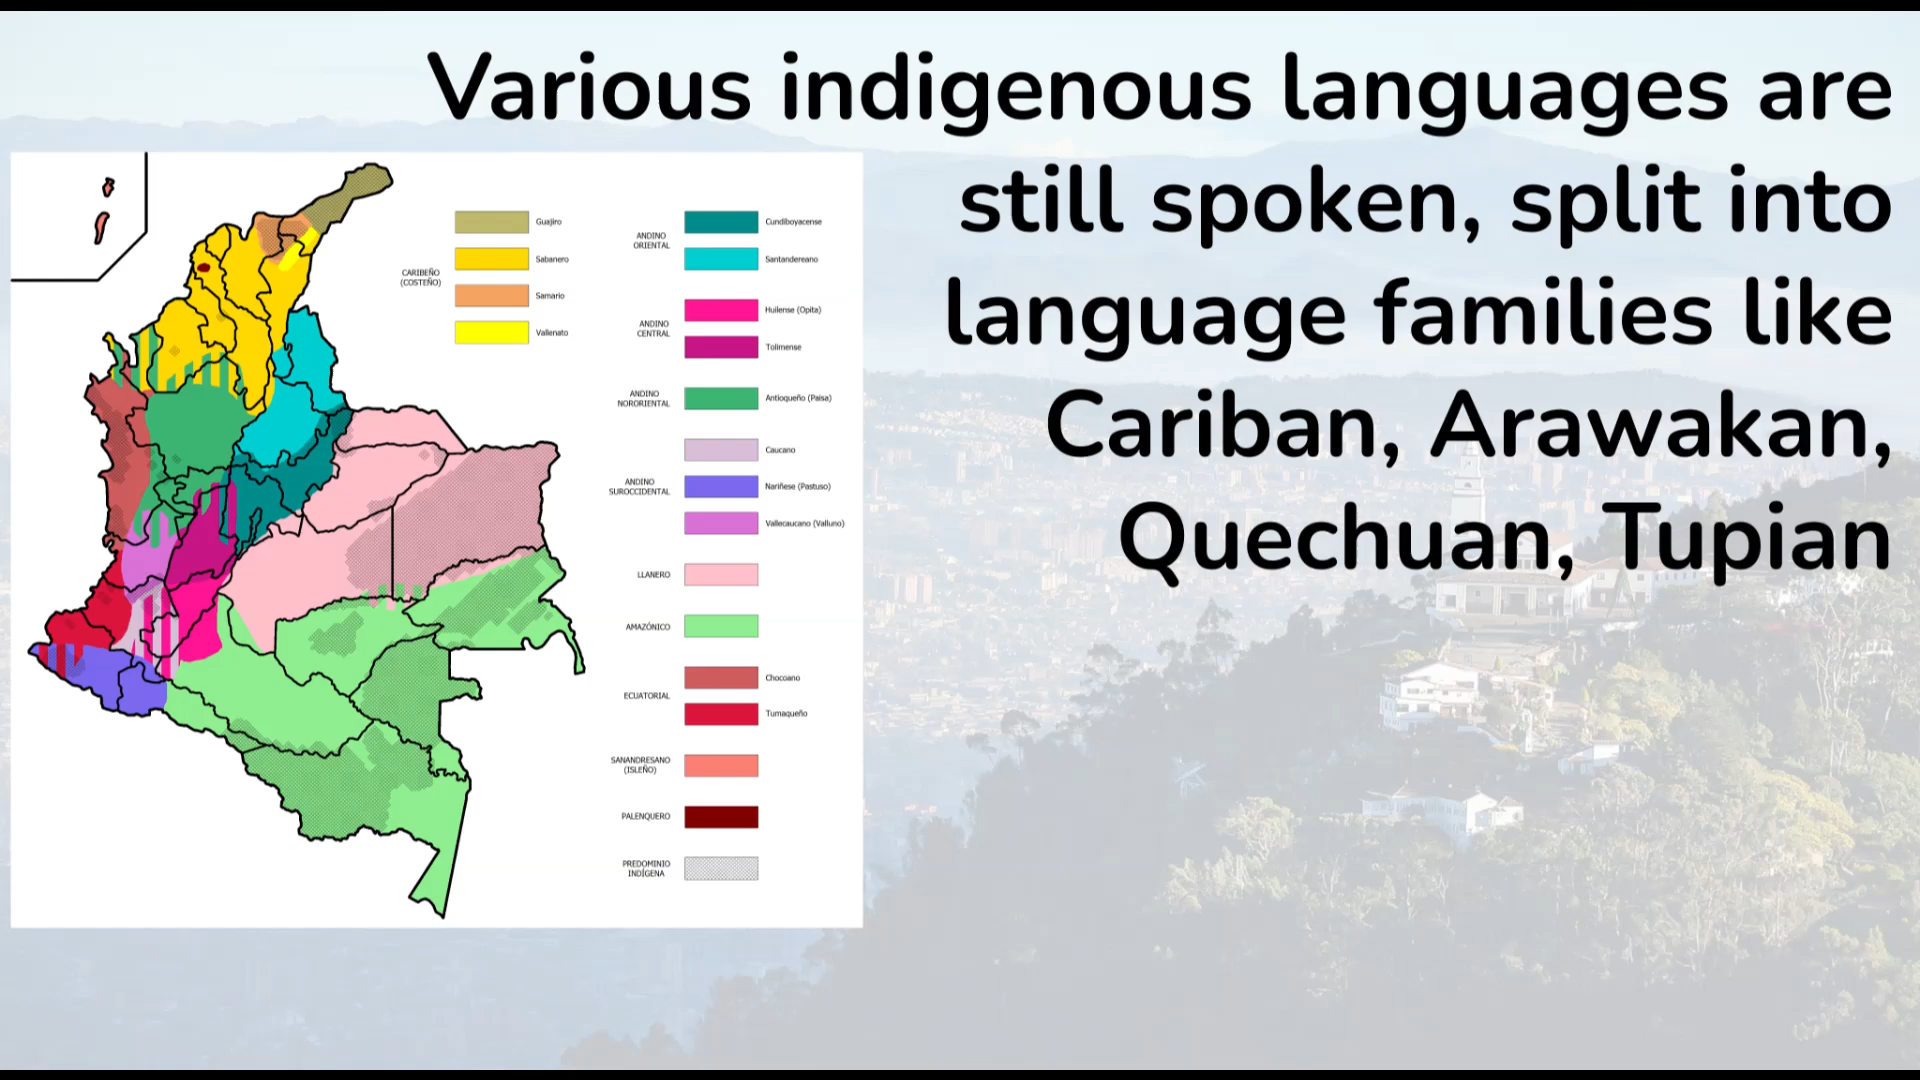 Various indigenous languages are
still spoken, split into
language families like
Cariban, Arawakan,
Quechuan, Tupian
CARIBEÑO
(COSTEÑO)
Guajiro
Sabanero
Samario
Vallenato
ANDINO
ORIENTAL
Cundiboyacense
Santandereano
ANDINO
CENTRAL
Huilense (Opita)
Tolimense
ANDINO
NORORIENTAL
Antioqueño (Paisa)
ANDINO
SUROCCIDENTAL
Caucano
Nariñese (Pastuso)
Vallecaucano (Valluno)
LLANERO
AMAZÓNICO
ECUATORIAL
Chocoano
Tumaqueño
SANANDRESANO
(ISLEÑO)
PALENQUERO
PREDOMINIO
INDÍGENA